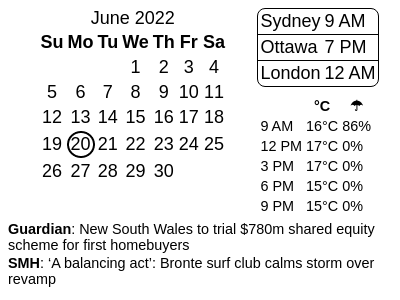 June 2022
Su Mo Tu We Th Fr Sa
1 2 3 4
5 6 7 8 9 10 11
12 13 14 15 16 17 18
19 20 21 22 23 24 25
26 27 28 29 30
Sydney 9 AM
Ottawa 7 PM
London 12 AM
°C ☂
9 AM 16°C 86%
12 PM 17°C 0%
3 PM 17°C 0%
6 PM 15°C 0%
9 PM 15°C 0%
Guardian: New South Wales to trial $780m shared equity
scheme for first homebuyers
SMH: ‘A balancing act’: Bronte surf club calms storm over
revamp